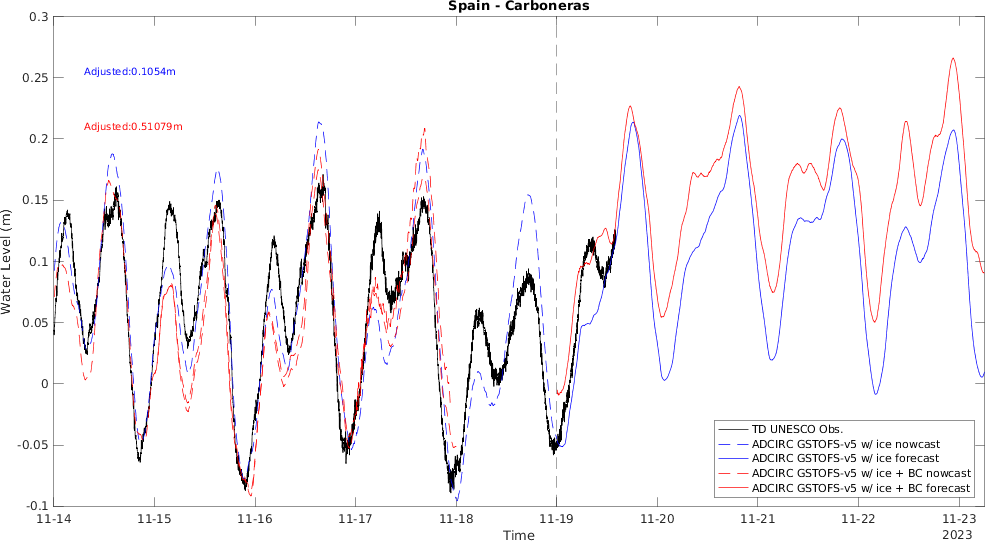 Spain - Carboneras
0.3
0.25
0.2
0.15
0.1
0.05
0
-0.05
-0.1
Water Level (m)
Adjusted:0.1054m
Adjusted:0.51079m
TD UNESCO Obs.
ADCIRC GSTOFS-v5 w/ ice nowcast
ADCIRC GSTOFS-v5 w/ ice forecast
ADCIRC GSTOFS-v5 w/ ice + BC nowcast
ADCIRC GSTOFS-v5 w/ ice + BC forecast
11-14 11-15 11-16 11-17 11-18 11-19 11-20 11-21 11-22 11-23
Time
2023